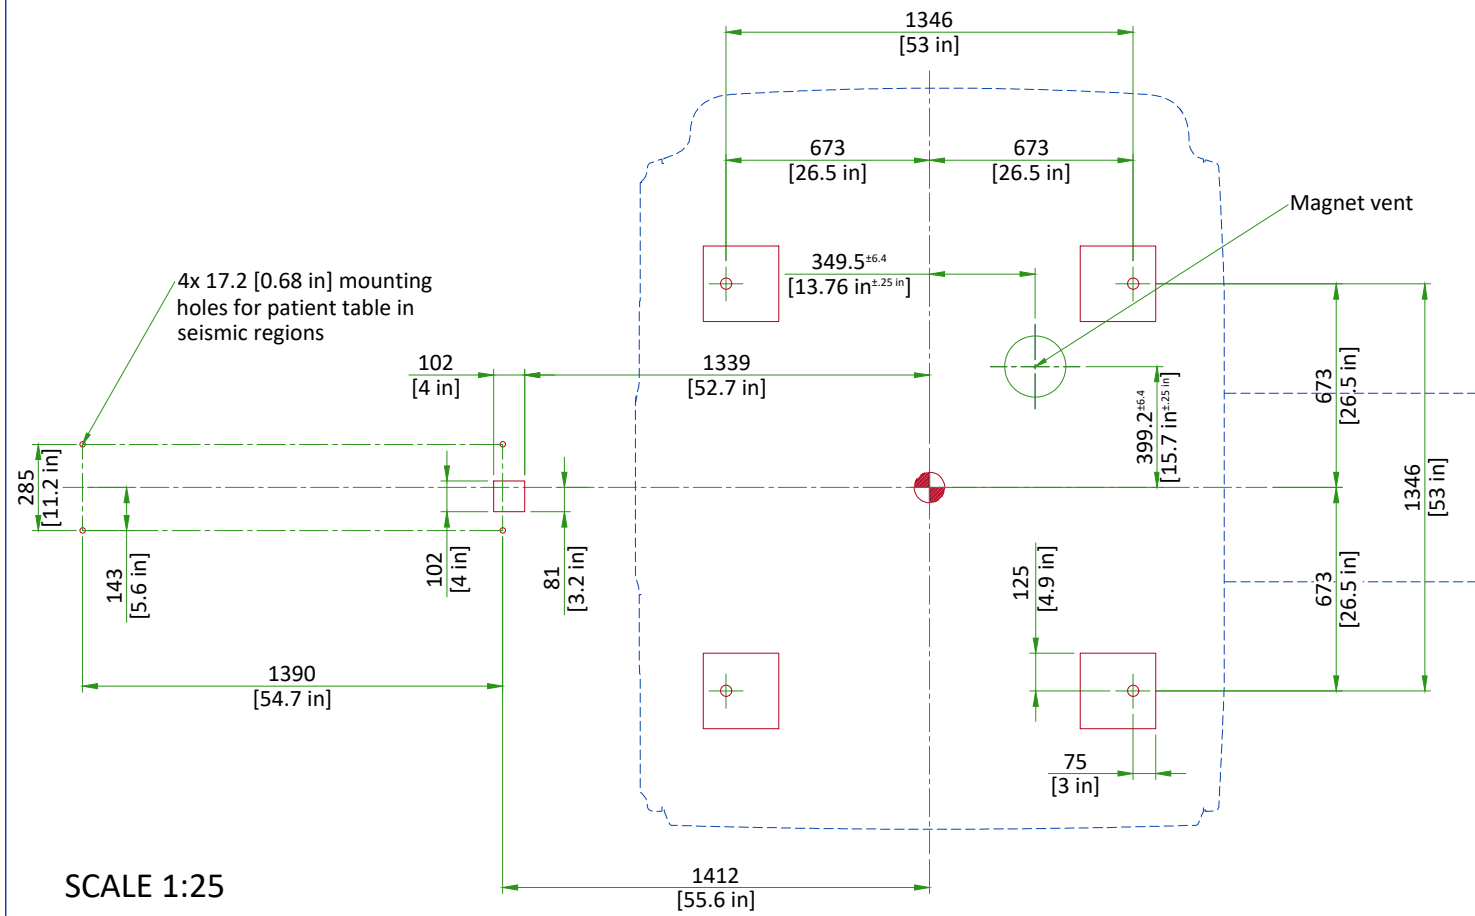 1346
[53 in]
673
[26.5 in]
673
[26.5 in]
Magnet vent
349.5±6.4
[13.76 in±.25 in]
4x 17.2 [0.68 in] mounting
holes for patient table in
seismic regions
102
[4 in]
1339
[52.7 in]
673
[26.5 in]
399.2±6.4
[15.7 in±.25 in]
285
[11.2 in]
1346
[53 in]
143
[5.6 in]
102
[4 in]
81
[3.2 in]
125
[4.9 in]
673
[26.5 in]
1390
[54.7 in]
75
[3 in]
SCALE 1:25
1412
[55.6 in]